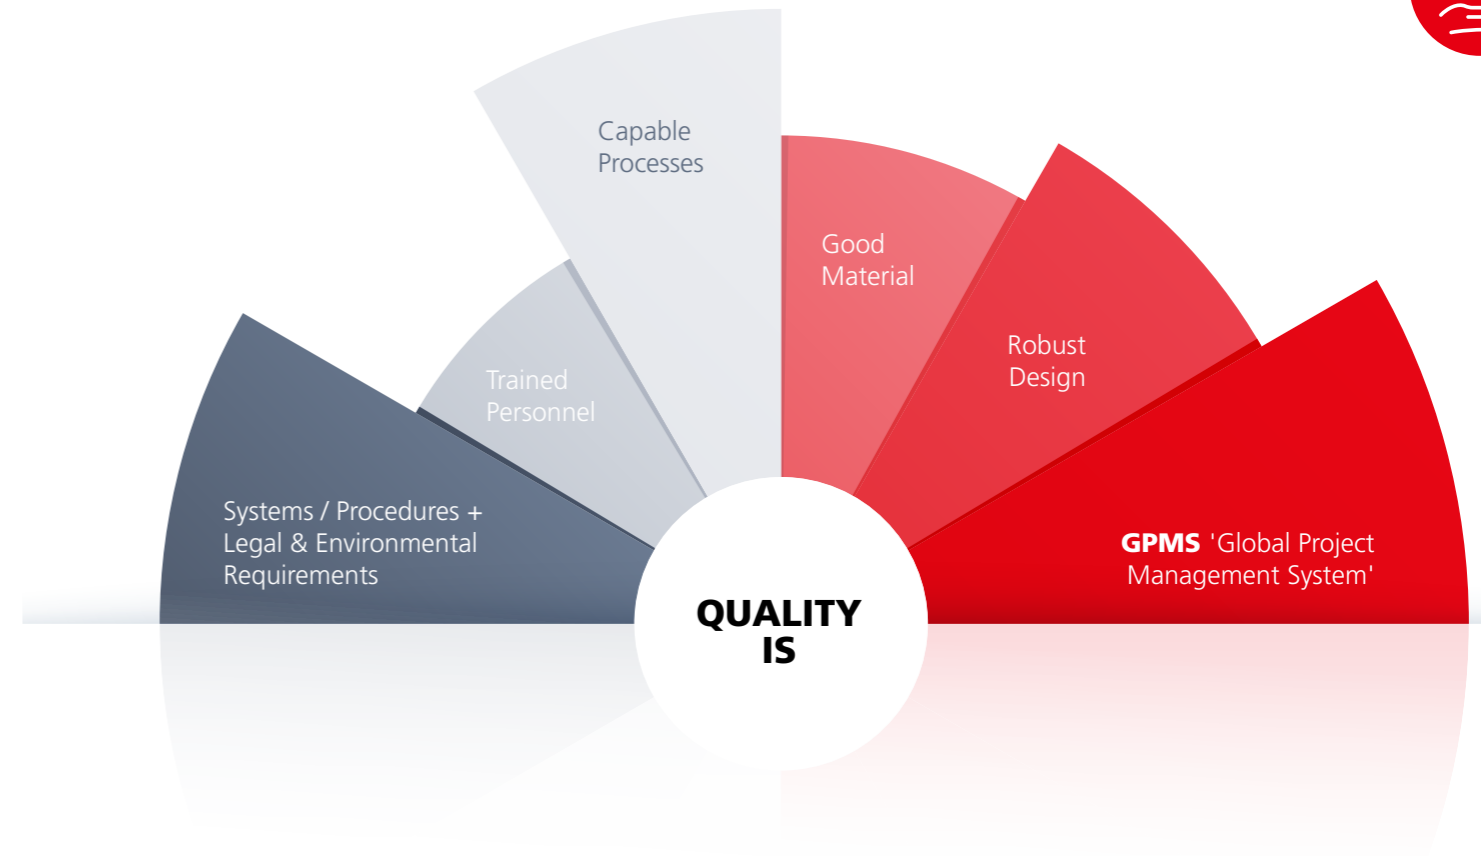 Capable
Processes
Good
Material
Robust
Design
Trained
Personnel
Systems / Procedures +
Legal & Environmental
Requirements
GPMS 'Global Project
Management System'
QUALITY
IS